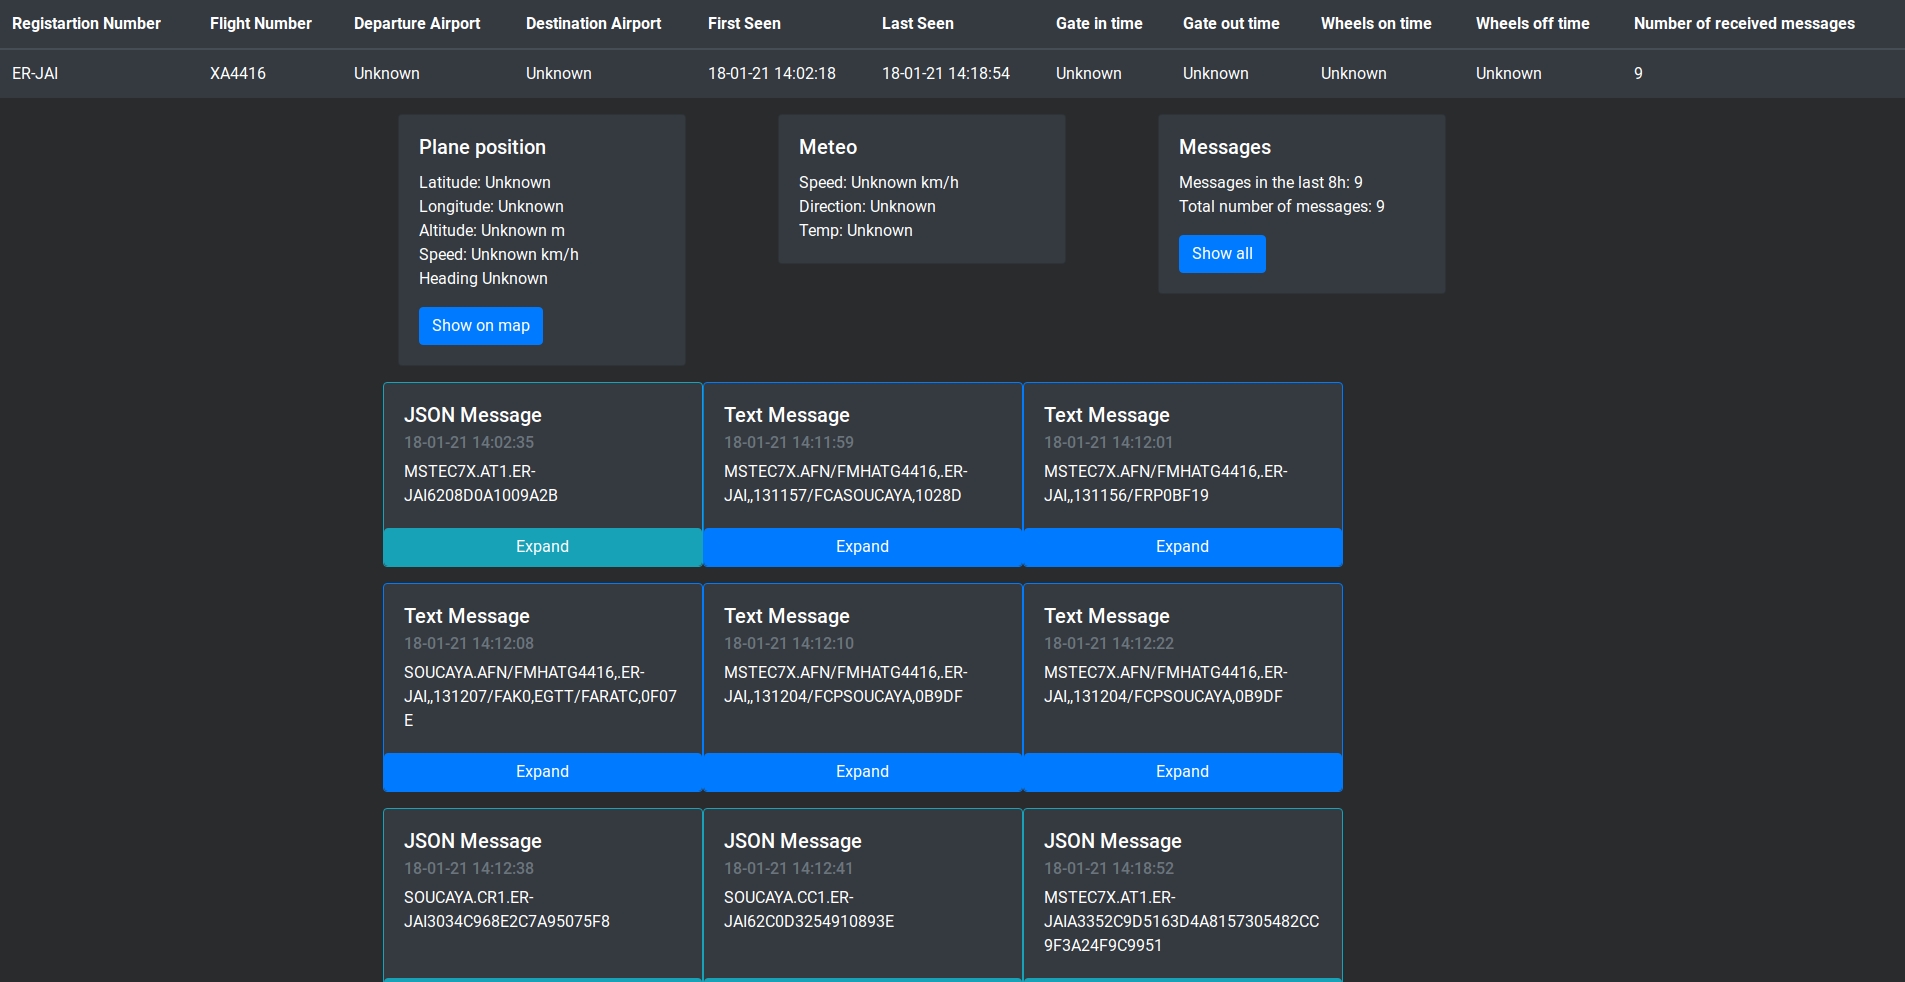 Registartion Number Flight Number Departure Airport Destination Airport First Seen Last Seen Gate in time Gate out time Wheels on time Wheels off time Number of received messages
ER-JAI XA4416 Unknown Unknown 18-01-21 14:02:18 18-01-21 14:18:54 Unknown Unknown Unknown Unknown 9
Plane position
Latitude: Unknown
Longitude: Unknown
Altitude: Unknown m
Speed: Unknown km/h
Heading Unknown
Show on map
Meteo
Speed: Unknown km/h
Direction: Unknown
Temp: Unknown
Messages
Messages in the last 8h: 9
Total number of messages: 9
Show all
JSON Message
18-01-21 14:02:35
MSTEC7X.AT1.ER-
JAI6208D0A1009A2B
Expand
Text Message
18-01-21 14:11:59
MSTEC7X.AFN/FMHATG4416,.ER-
JAI,,131157/FCASOUCAYA,1028D
Expand
Text Message
18-01-21 14:12:01
MSTEC7X.AFN/FMHATG4416,.ER-
JAI,,131156/FRP0BF19
Expand
Text Message
18-01-21 14:12:08
SOUCAYA.AFN/FMHATG4416,.ER-
JAI,,131207/FAK0,EGTT/FARATC,0F07
E
Expand
Text Message
18-01-21 14:12:10
MSTEC7X.AFN/FMHATG4416,.ER-
JAI,,131204/FCPSOUCAYA,0B9DF
Expand
Text Message
18-01-21 14:12:22
MSTEC7X.AFN/FMHATG4416,.ER-
JAI,,131204/FCPSOUCAYA,0B9DF
Expand
JSON Message
18-01-21 14:12:38
SOUCAYA.CR1.ER-
JAI3034C968E2C7A95075F8
JSON Message
18-01-21 14:12:41
SOUCAYA.CC1.ER-
JAI62C0D3254910893E
JSON Message
18-01-21 14:18:52
MSTEC7X.AT1.ER-
JAIA3352C9D5163D4A8157305482CC
9F3A24F9C9951